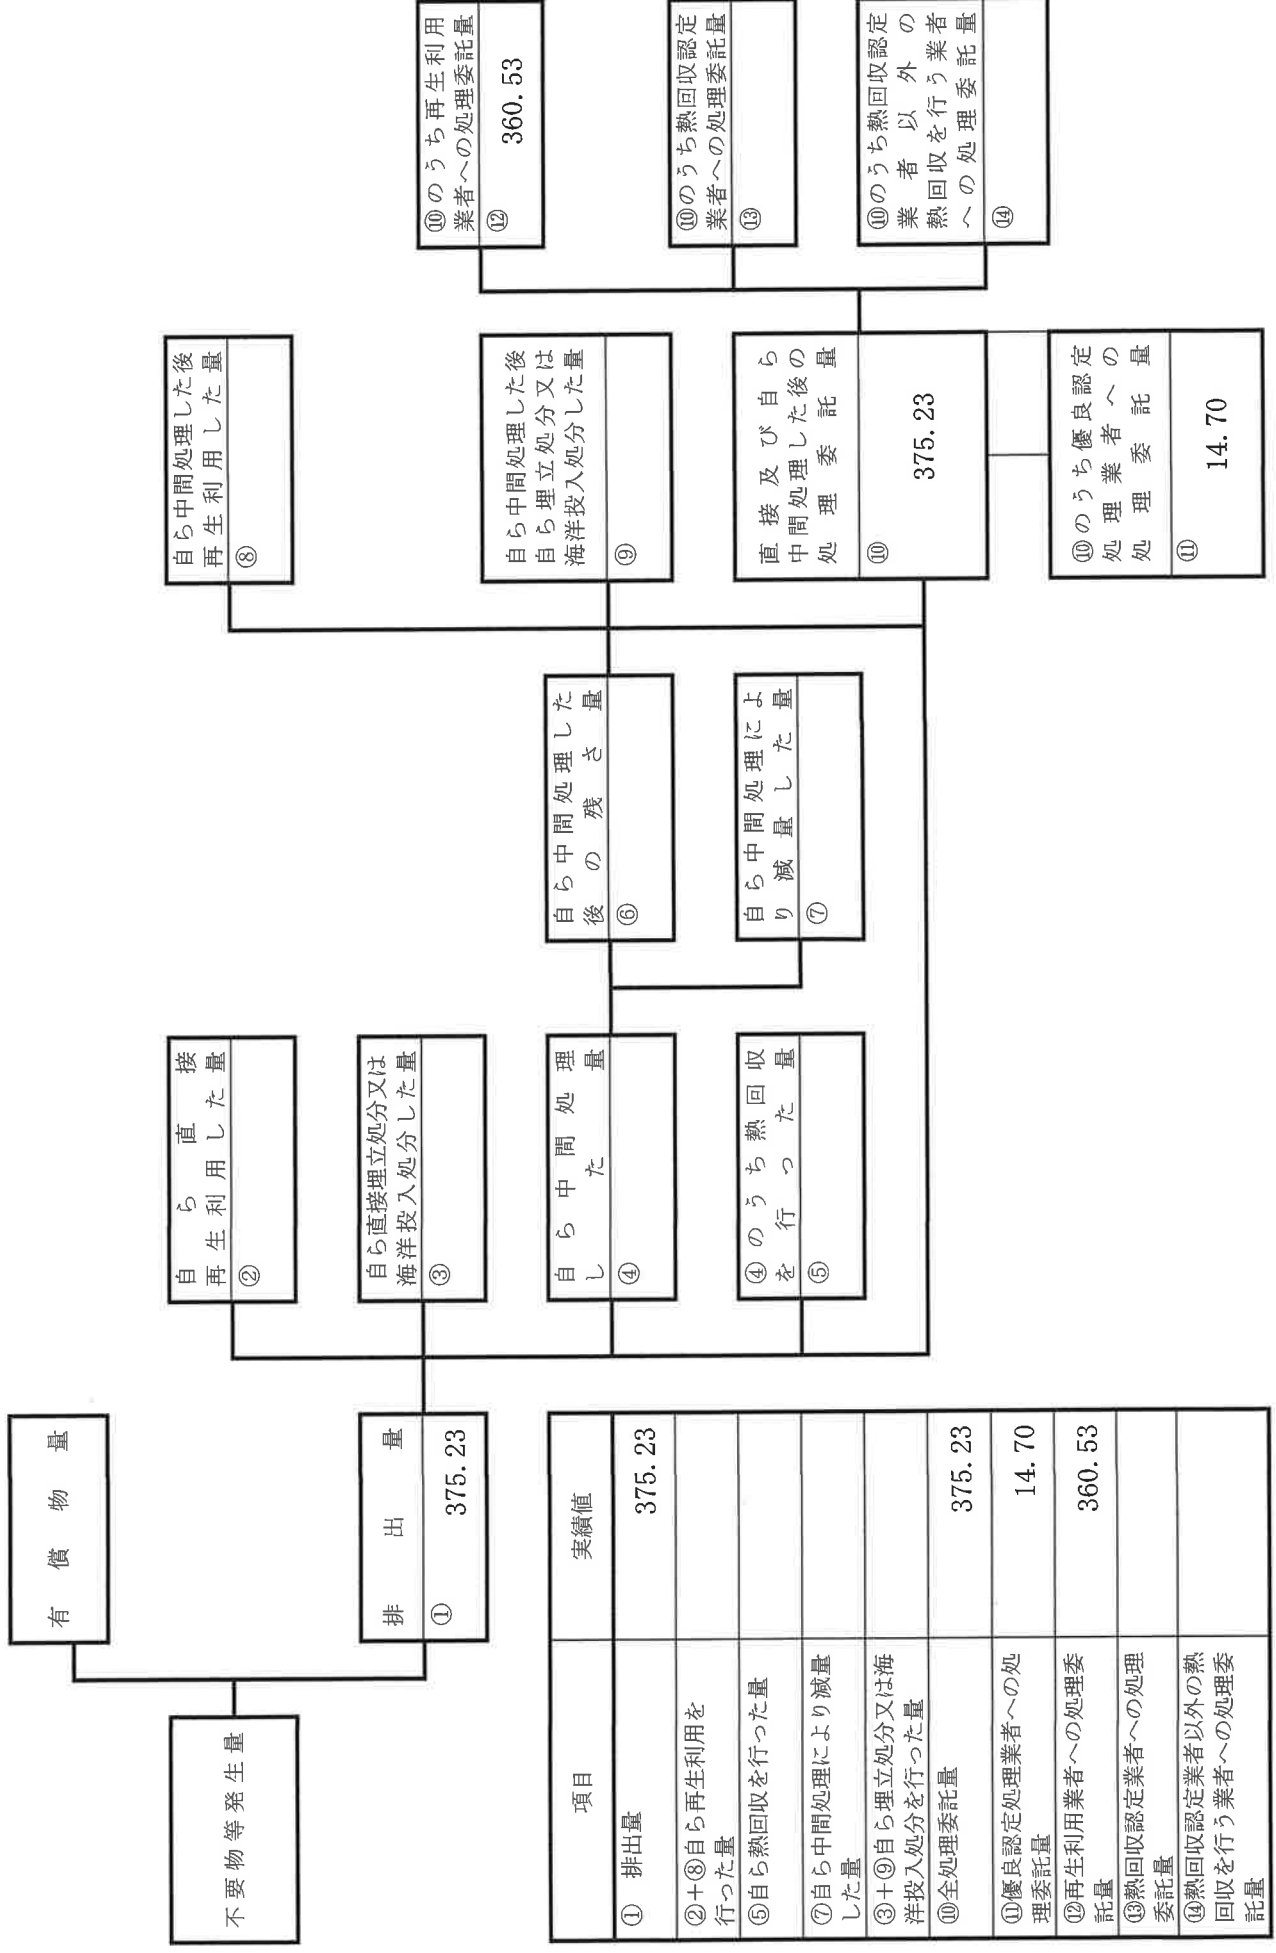 有償物量
不要物等発生量
排出量
①
375.23
自ら直接
再生利用した量
②
自ら直接埋立処分又は
海洋投入処分した量
③
自ら中間処理
した量
④
④のうち熱回収
を行った量
⑤
自ら中間処理した
後の残さ量
⑥
自ら中間処理によ
り減量した量
⑦
自ら中間処理した後
再生利用した量
⑧
自ら中間処理した後
自ら埋立処分又は
海洋投入処分した量
⑨
直接及び自ら
中間処理した後の
処理委託量
⑩
375.23
⑩のうち優良認定
処理業者への
処理委託量
⑪
14.70
⑩のうち再生利用
業者への処理委託量
⑫
360.53
⑩のうち熱回収認定
業者への処理委託量
⑬
⑩のうち熱回収認定
業者以外の
熱回収を行う業者
への処理委託量
⑭
項目 実績値
① 排出量 375.23
②+⑧自ら再生利用を
行った量
⑤自ら熱回収を行った量
⑦自ら中間処理により減量
した量
③+⑨自ら埋立処分又は海
洋投入処分を行った量
⑩全処理委託量 375.23
⑪優良認定処理業者への処
理委託量 14.70
⑫再生利用業者への処理委
託量 360.53
⑬熱回収認定業者への処理
委託量
⑭熱回収認定業者以外の熱
回収を行う業者への処理委
託量